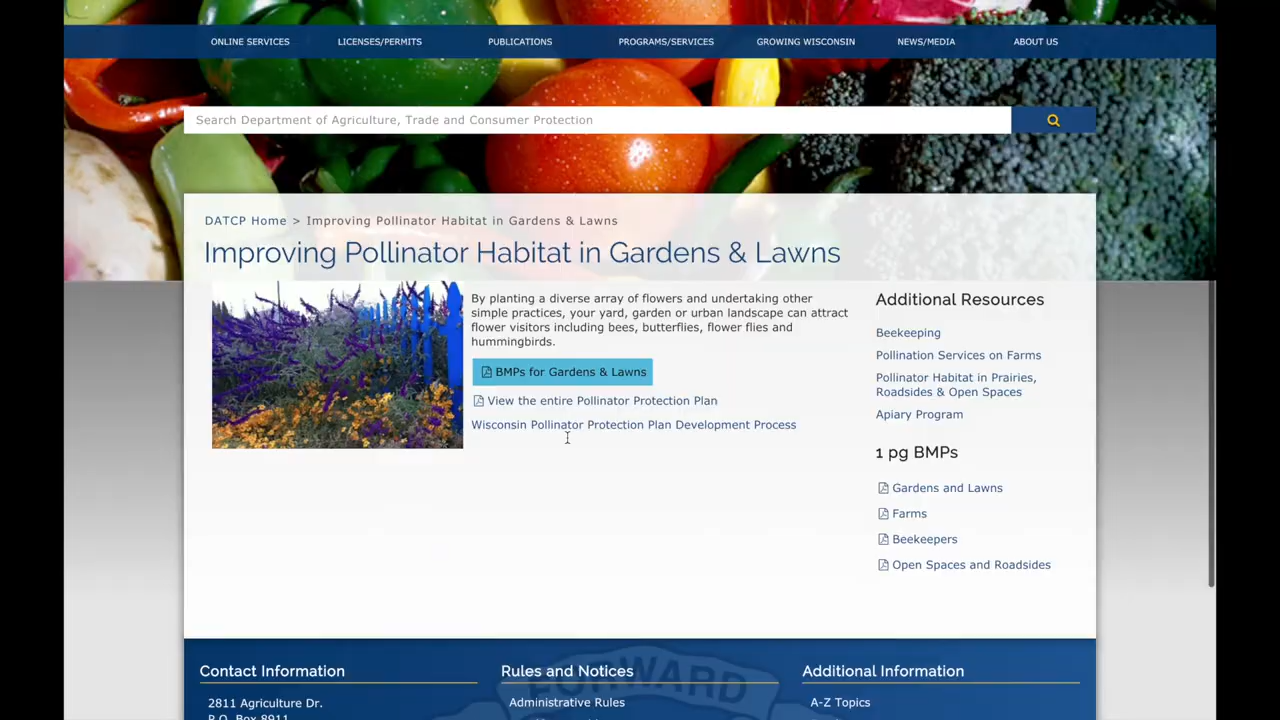 ONLINE SERVICES LICENSES/PERMITS PUBLICATIONS PROGRAMS/SERVICES GROWING WISCONSIN NEWS/MEDIA ABOUT US
Search Department of Agriculture, Trade and Consumer Protection
DATCP Home > Improving Pollinator Habitat in Gardens & Lawns
Improving Pollinator Habitat in Gardens & Lawns
By planting a diverse array of flowers and undertaking other
simple practices, your yard, garden or urban landscape can attract
flower visitors including bees, butterflies, flower flies and
hummingbirds.
BMPs for Gardens & Lawns
View the entire Pollinator Protection Plan
Wisconsin Pollinator Protection Plan Development Process
Additional Resources
Beekeeping
Pollination Services on Farms
Pollinator Habitat in Prairies,
Roadsides & Open Spaces
Apiary Program
1 pg BMPs
Gardens and Lawns
Farms
Beekeepers
Open Spaces and Roadsides
Contact Information
2811 Agriculture Dr.
P.O. Box 8911
Rules and Notices
FORWARD
Administrative Rules
Additional Information
A-Z Topics